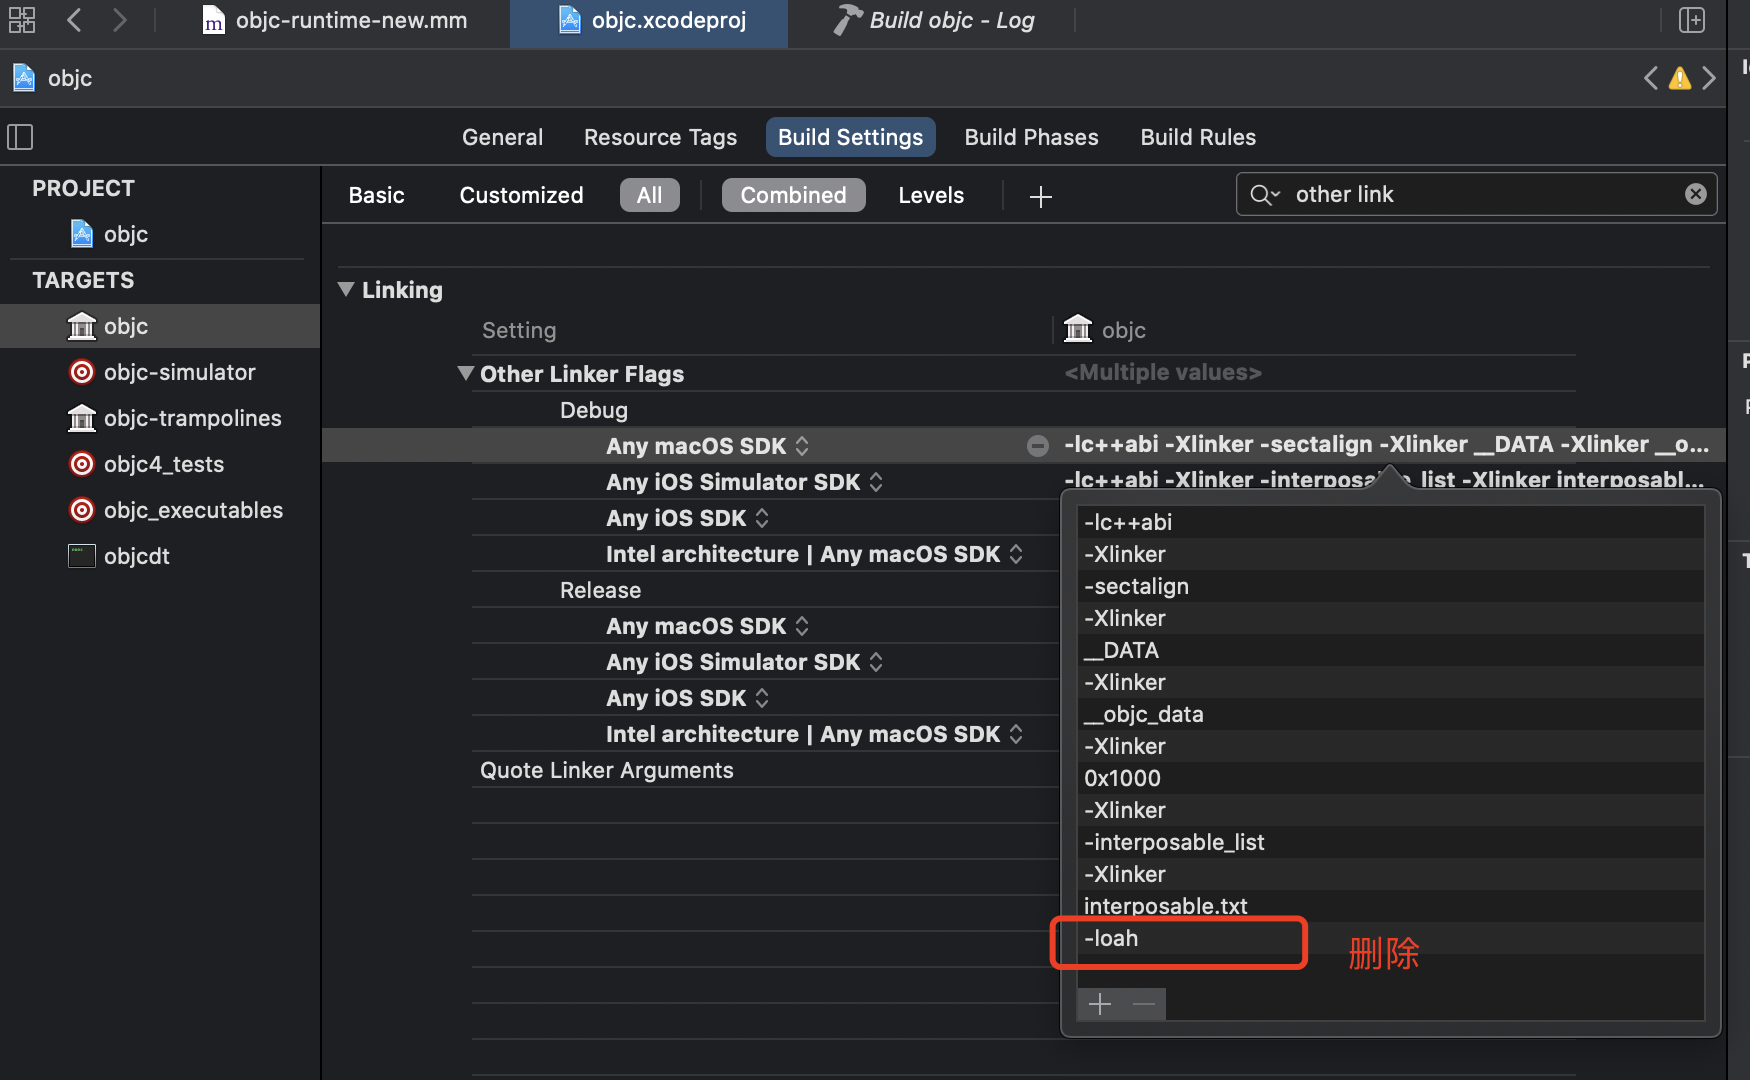 objc-runtime-new.mm
objc.xcodeproj
Build objc - Log
objc
General
Resource Tags
Build Settings
Build Phases
Build Rules
PROJECT
objc
TARGETS
objc
objc-simulator
objc-trampolines
objc4_tests
objc_executables
objcdt
Basic
Customized
All
Combined
Levels
other link
Linking
Setting
objc
Other Linker Flags
<Multiple values>
Debug
Any macOS SDK
-lc++abi -Xlinker -sectalign -Xlinker __DATA -Xlinker __o...
Any iOS Simulator SDK
-lc++abi -Xlinker -interposable_list -Xlinker interposabl...
Any iOS SDK
Intel architecture | Any macOS SDK
Release
Any macOS SDK
Any iOS Simulator SDK
Any iOS SDK
Intel architecture | Any macOS SDK
Quote Linker Arguments
-lc++abi
-Xlinker
-sectalign
-Xlinker
__DATA
-Xlinker
__objc_data
-Xlinker
0x1000
-Xlinker
-interposable_list
-Xlinker
interposable.txt
-loah
删除